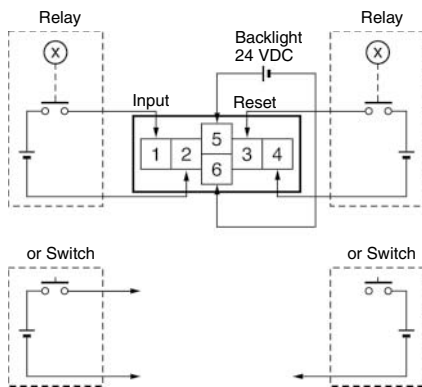 Relay
Relay
X
X
Backlight
24 VDC
Input
Reset
5
1 2 3 4
6
or Switch
or Switch